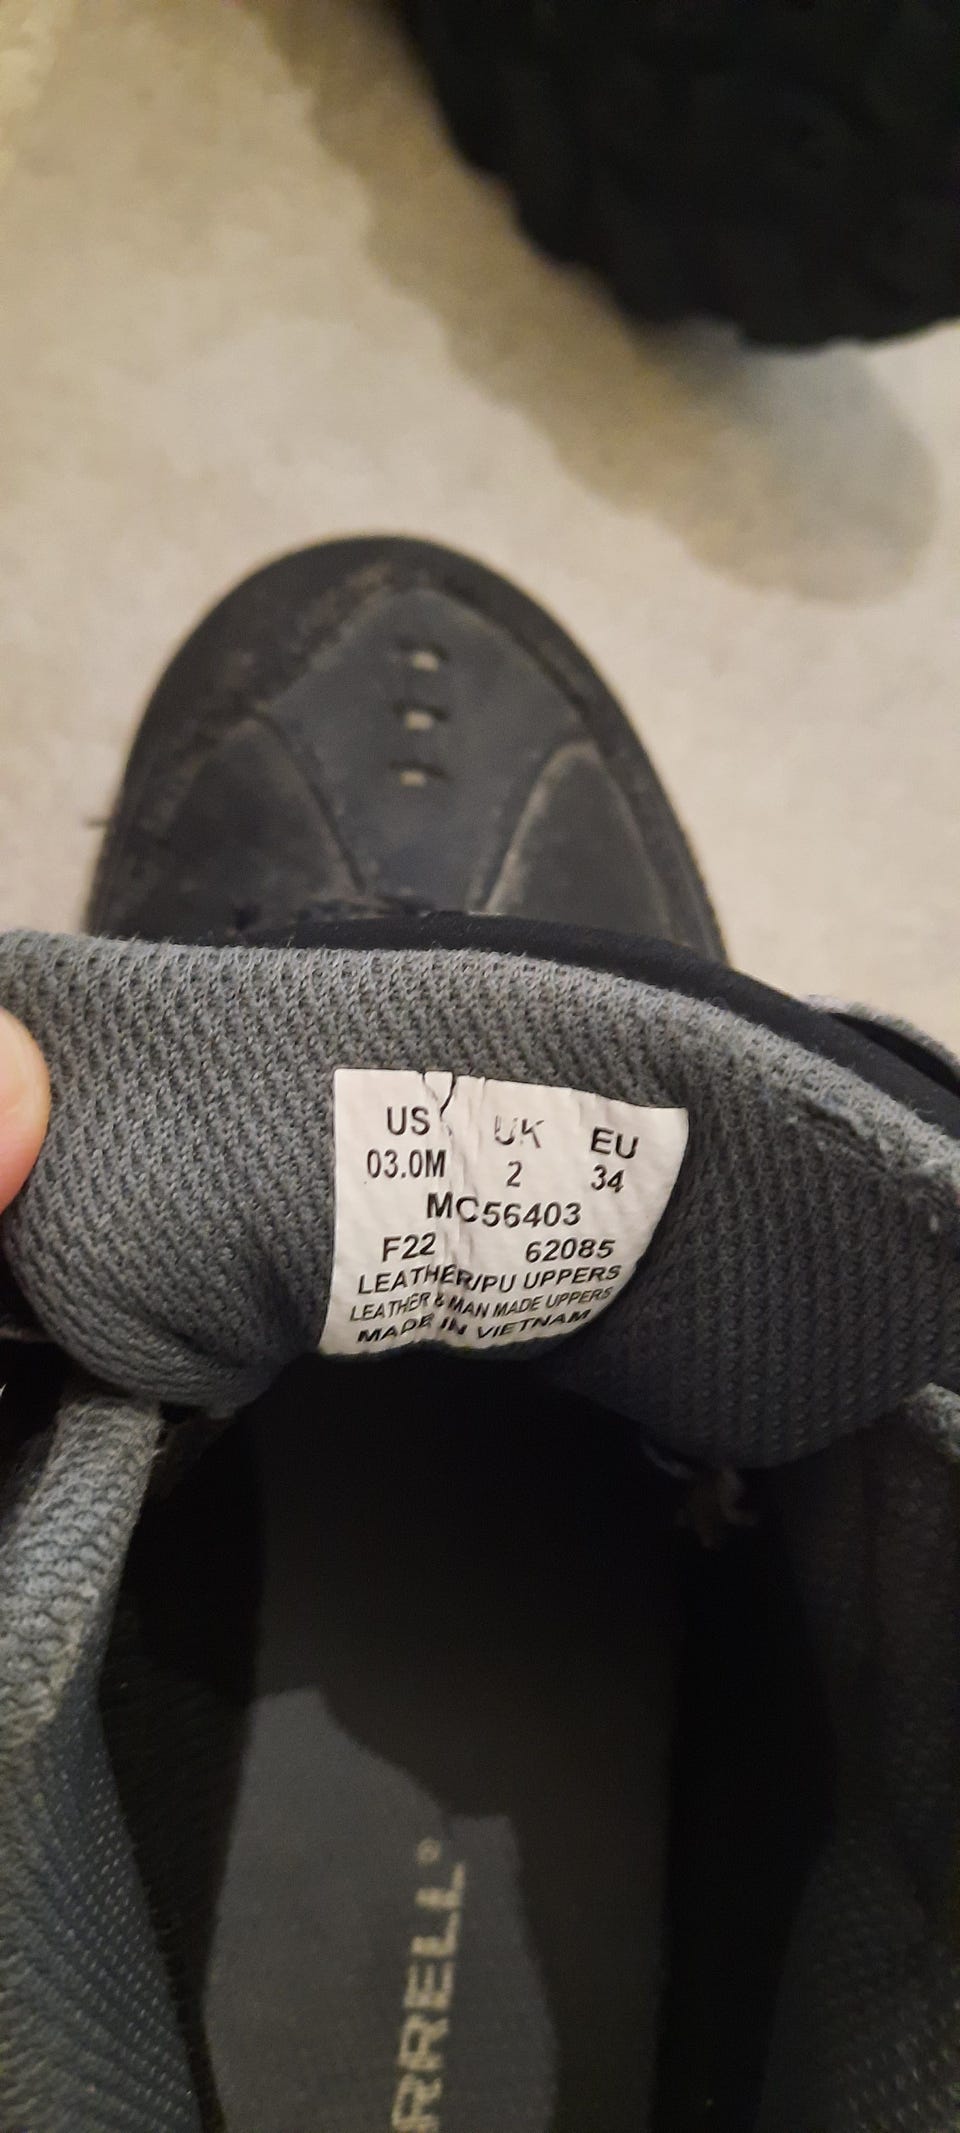 US UK EU
03.0M 2 34
MC56403
F22 62085
LEATHER/PU UPPERS
LEATHER & MAN MADE UPPERS
MADE IN VIETNAM
RRELL®